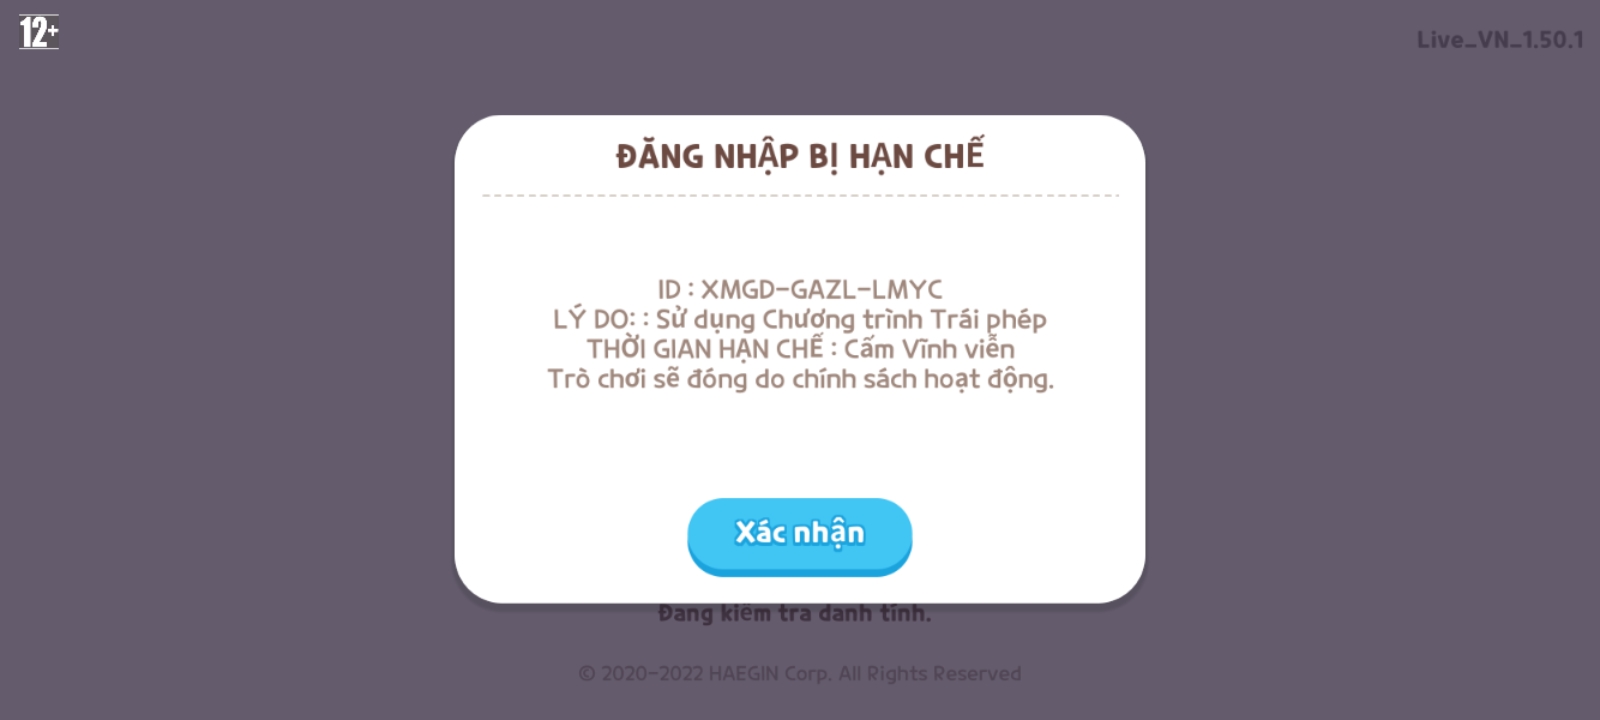 12+
Live_VN_1.50.1
ĐĂNG NHẬP BỊ HẠN CHẾ
ID : XMGD-GAZL-LMYC
LÝ DO: : Sử dụng Chương trình Trái phép
THỜI GIAN HẠN CHẾ : Cấm Vĩnh viễn
Trò chơi sẽ đóng do chính sách hoạt động.
Xác nhận
Đang kiểm tra danh tính.
© 2020-2022 HAEGIN Corp. All Rights Reserved